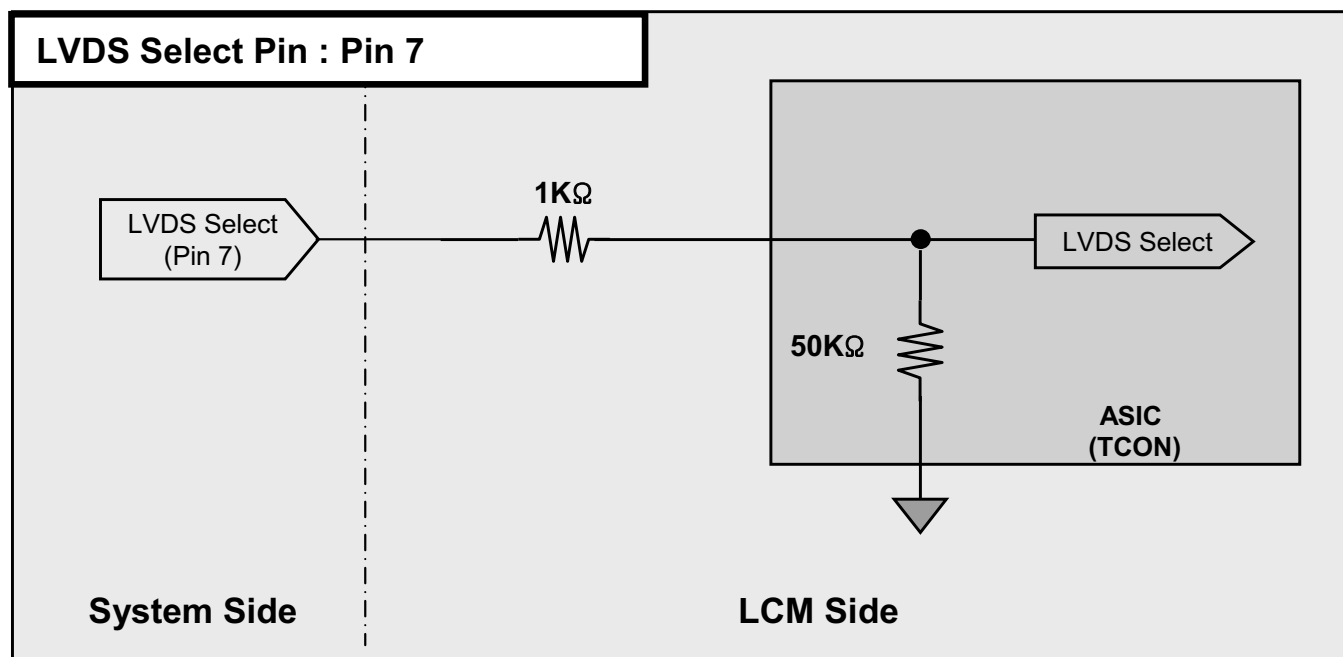 LVDS Select Pin : Pin 7
1KΩ
LVDS Select
(Pin 7)
LVDS Select
50KΩ
ASIC
(TCON)
System Side
LCM Side